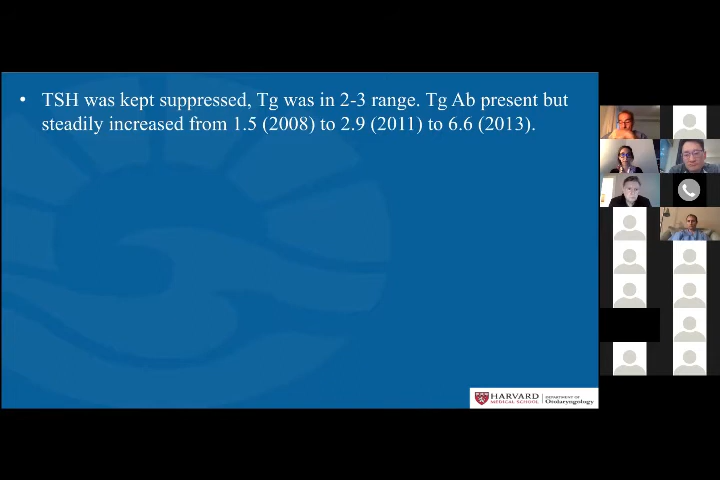 • TSH was kept suppressed, Tg was in 2-3 range. Tg Ab present but
steadily increased from 1.5 (2008) to 2.9 (2011) to 6.6 (2013).
HARVARD
MEDICAL SCHOOL
DEPARTMENT OF
Otolaryngology